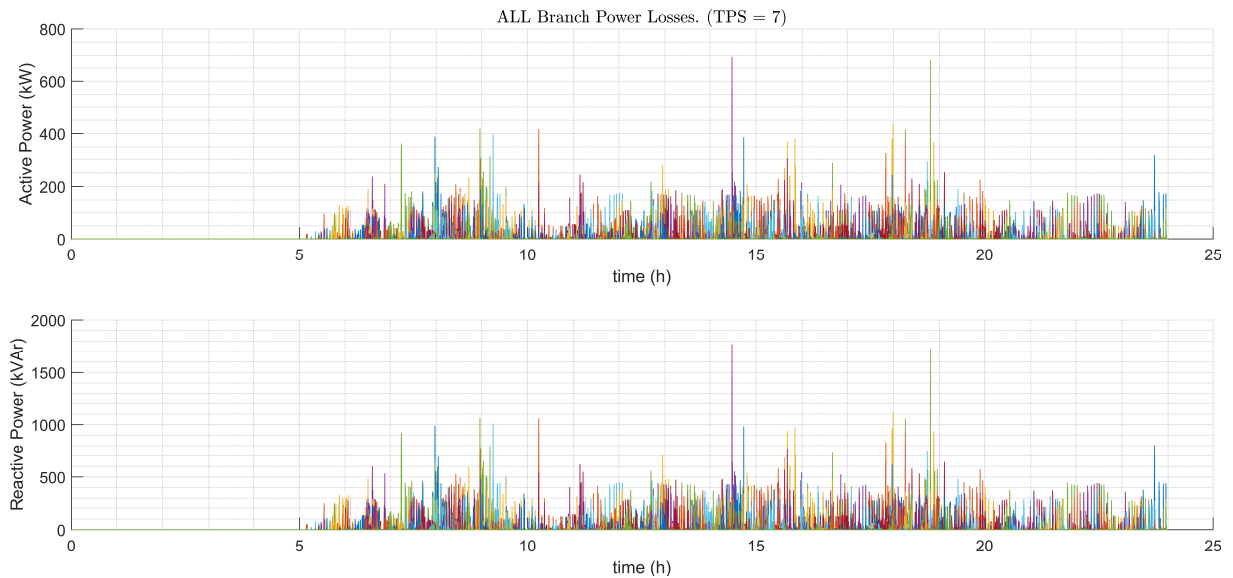 ALL Branch Power Losses. (TPS = 7)
Active Power (kW)
800
600
400
200
0
0 5 10 15 20 25
time (h)
Reactive Power (kVAr)
2000
1500
1000
500
0
0 5 10 15 20 25
time (h)